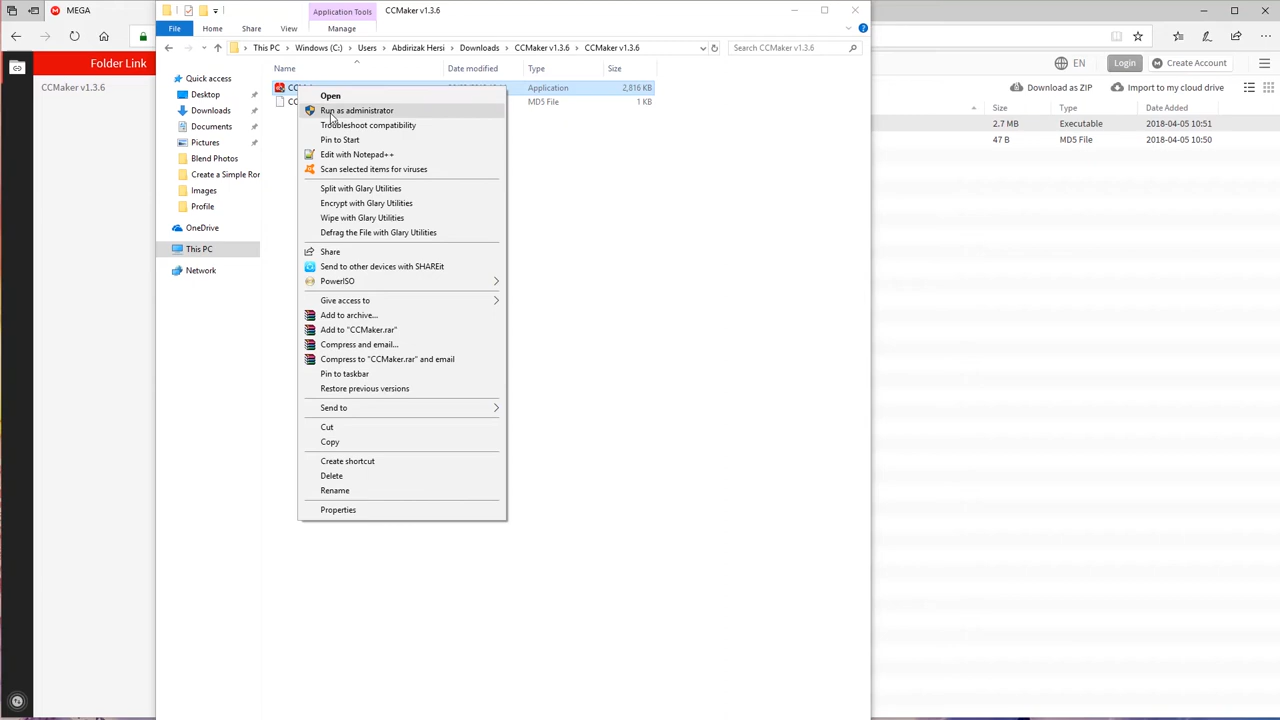 MEGA
Application Tools
CCMaker v1.3.6
File
Home
Share
View
Manage
This PC
Windows (C:)
Users
Abdirizak Hersi
Downloads
CCMaker v1.3.6
CCMaker v1.3.6
Search CCMaker v1.3.6
Folder Link
CCMaker v1.3.6
EN
Login
Create Account
Download as ZIP
Import to my cloud drive
Size
Type
Date Added
2.7 MB
Executable
2018-04-05 10:51
47 B
MD5 File
2018-04-05 10:50
Quick access
Desktop
Downloads
Documents
Pictures
Blend Photos
Create a Simple Ror
Images
Profile
OneDrive
This PC
Network
Name
Date modified
Type
Size
Application
2,816 KB
MD5 File
1 KB
Open
Run as administrator
Troubleshoot compatibility
Pin to Start
Edit with Notepad++
Scan selected items for viruses
Split with Glary Utilities
Encrypt with Glary Utilities
Wipe with Glary Utilities
Defrag the File with Glary Utilities
Share
Send to other devices with SHAREit
PowerISO
Give access to
Add to archive...
Add to "CCMaker.rar"
Compress and email...
Compress to "CCMaker.rar" and email
Pin to taskbar
Restore previous versions
Send to
Cut
Copy
Create shortcut
Delete
Rename
Properties